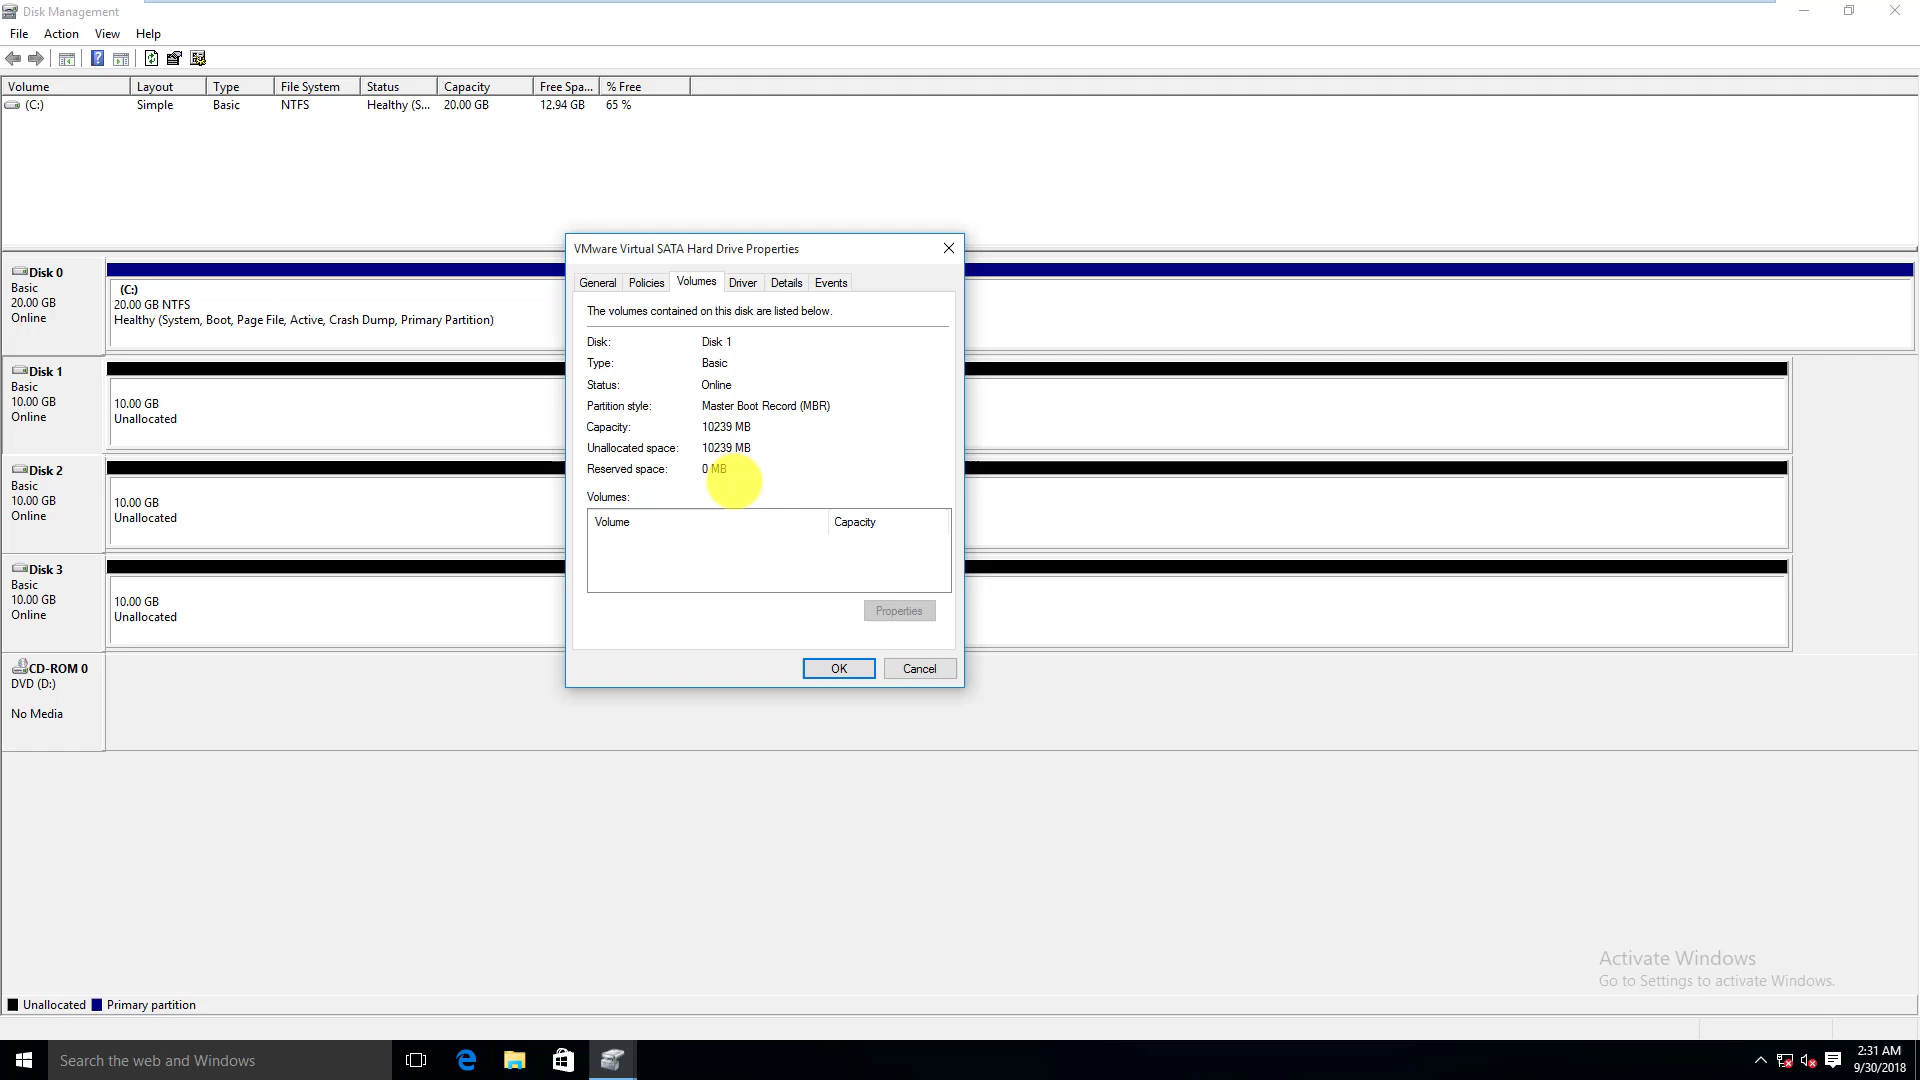 Disk Management
File Action View Help
Volume Layout Type File System Status Capacity Free Spa... % Free
(C:) Simple Basic NTFS Healthy (S... 20.00 GB 12.94 GB 65 %
Disk 0
Basic
20.00 GB
Online
(C:)
20.00 GB NTFS
Healthy (System, Boot, Page File, Active, Crash Dump, Primary Partition)
Disk 1
Basic
10.00 GB
Online
10.00 GB
Unallocated
Disk 2
Basic
10.00 GB
Online
10.00 GB
Unallocated
Disk 3
Basic
10.00 GB
Online
10.00 GB
Unallocated
CD-ROM 0
DVD (D:)
No Media
VMware Virtual SATA Hard Drive Properties
General Policies Volumes Driver Details Events
The volumes contained on this disk are listed below.
Disk: Disk 1
Type: Basic
Status: Online
Partition style: Master Boot Record (MBR)
Capacity: 10239 MB
Unallocated space: 10239 MB
Reserved space: 0 MB
Volumes:
Volume Capacity
Properties
OK Cancel
Activate Windows
Go to Settings to activate Windows.
Unallocated Primary partition
Search the web and Windows
2:31 AM
9/30/2018